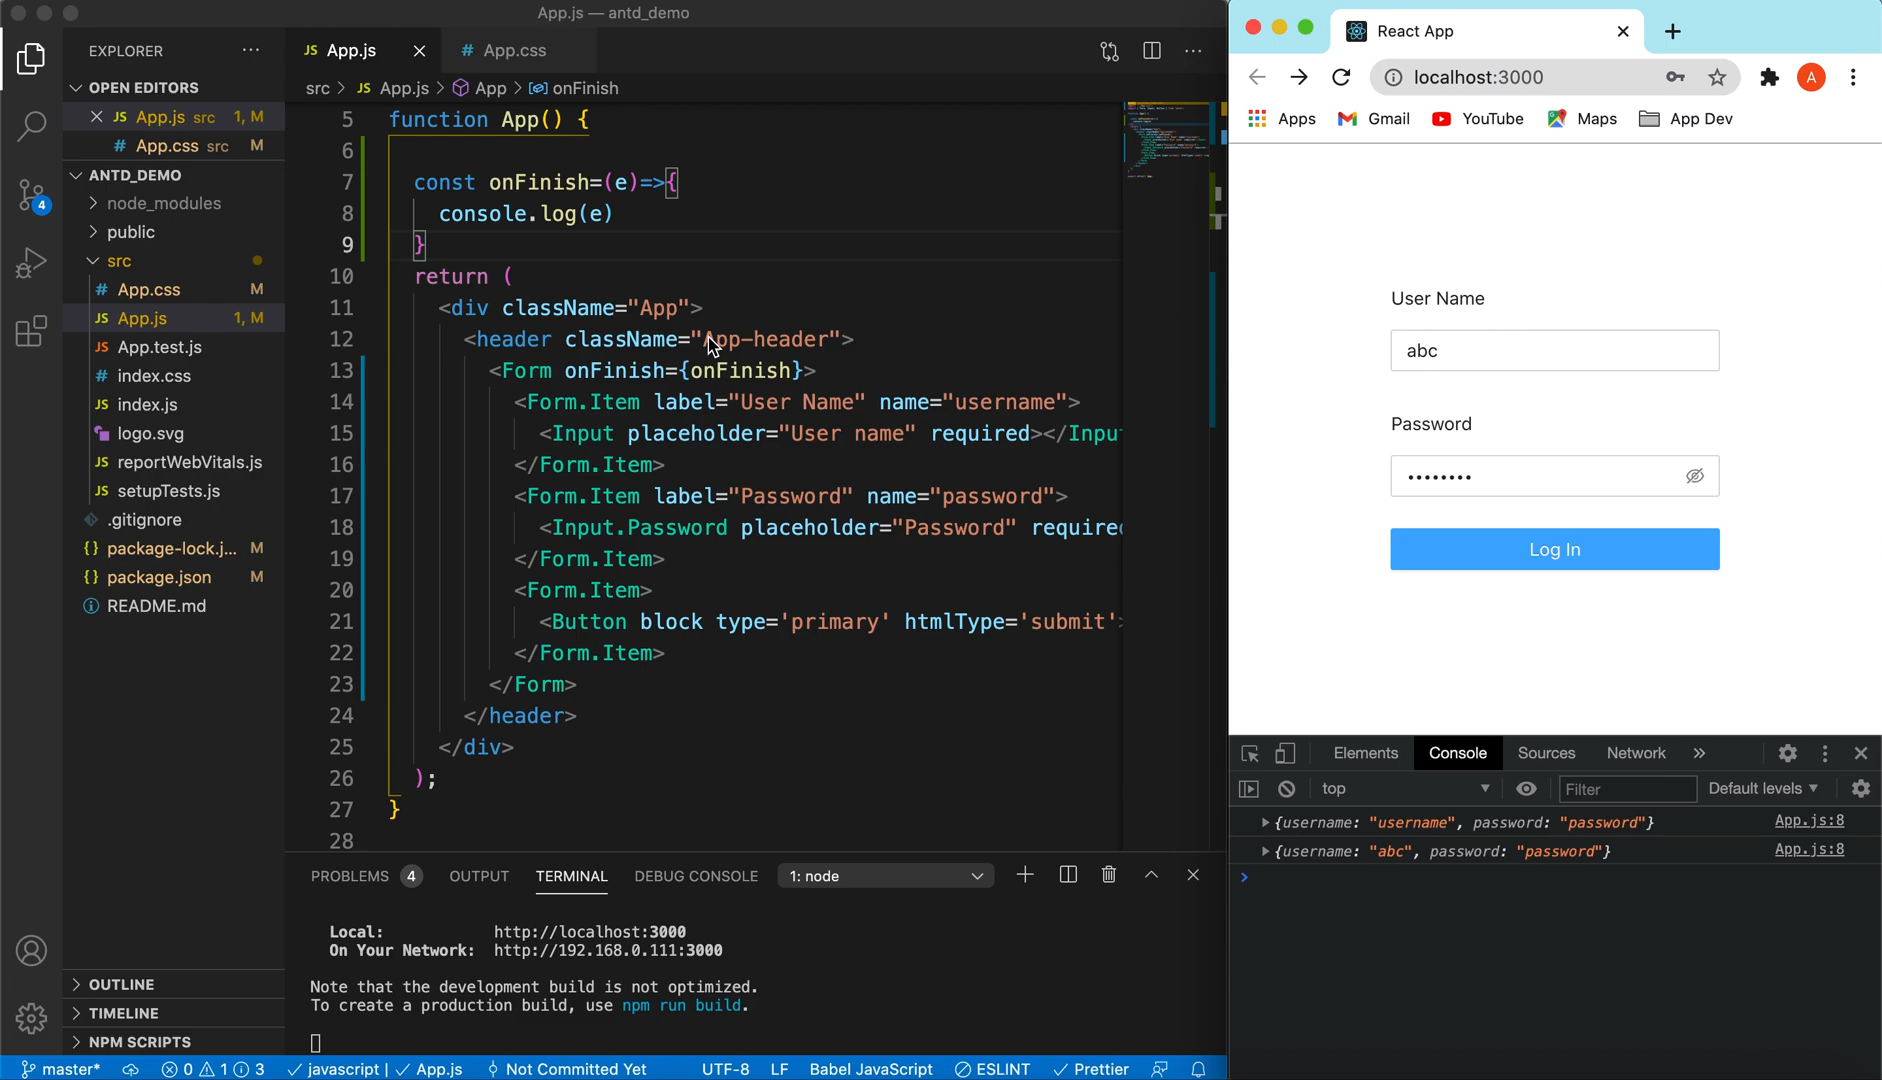 App.js — antd_demo
EXPLORER
OPEN EDITORS
JS App.js src 1, M
# App.css src M
ANTD_DEMO
node_modules
public
src
# App.css M
JS App.js 1, M
JS App.test.js
# index.css
JS index.js
logo.svg
JS reportWebVitals.js
JS setupTests.js
.gitignore
{} package-lock.j... M
{} package.json M
README.md
OUTLINE
TIMELINE
NPM SCRIPTS
4
JS App.js
# App.css
src > JS App.js > App > onFinish
5 function App() {
6
7 const onFinish=(e)=>{
8 console.log(e)
9 }
10 return (
11 <div className="App">
12 <header className="App-header">
13 <Form onFinish={onFinish}>
14 <Form.Item label="User Name" name="username">
15 <Input placeholder="User name" required></Inpu
16 </Form.Item>
17 <Form.Item label="Password" name="password">
18 <Input.Password placeholder="Password" required
19 </Form.Item>
20 <Form.Item>
21 <Button block type='primary' htmlType='submit'>
22 </Form.Item>
23 </Form>
24 </header>
25 </div>
26 );
27 }
28
PROBLEMS 4 OUTPUT TERMINAL DEBUG CONSOLE 1: node
Local: http://localhost:3000
On Your Network: http://192.168.0.111:3000
Note that the development build is not optimized.
To create a production build, use npm run build.
master* 0 1 3 javascript | App.js Not Committed Yet UTF-8 LF Babel JavaScript ESLINT Prettier
React App
localhost:3000
A
Apps Gmail YouTube Maps App Dev
User Name
abc
Password
••••••••
Log In
Elements Console Sources Network »
top Filter Default levels
{username: "username", password: "password"} App.js:8
{username: "abc", password: "password"} App.js:8
>